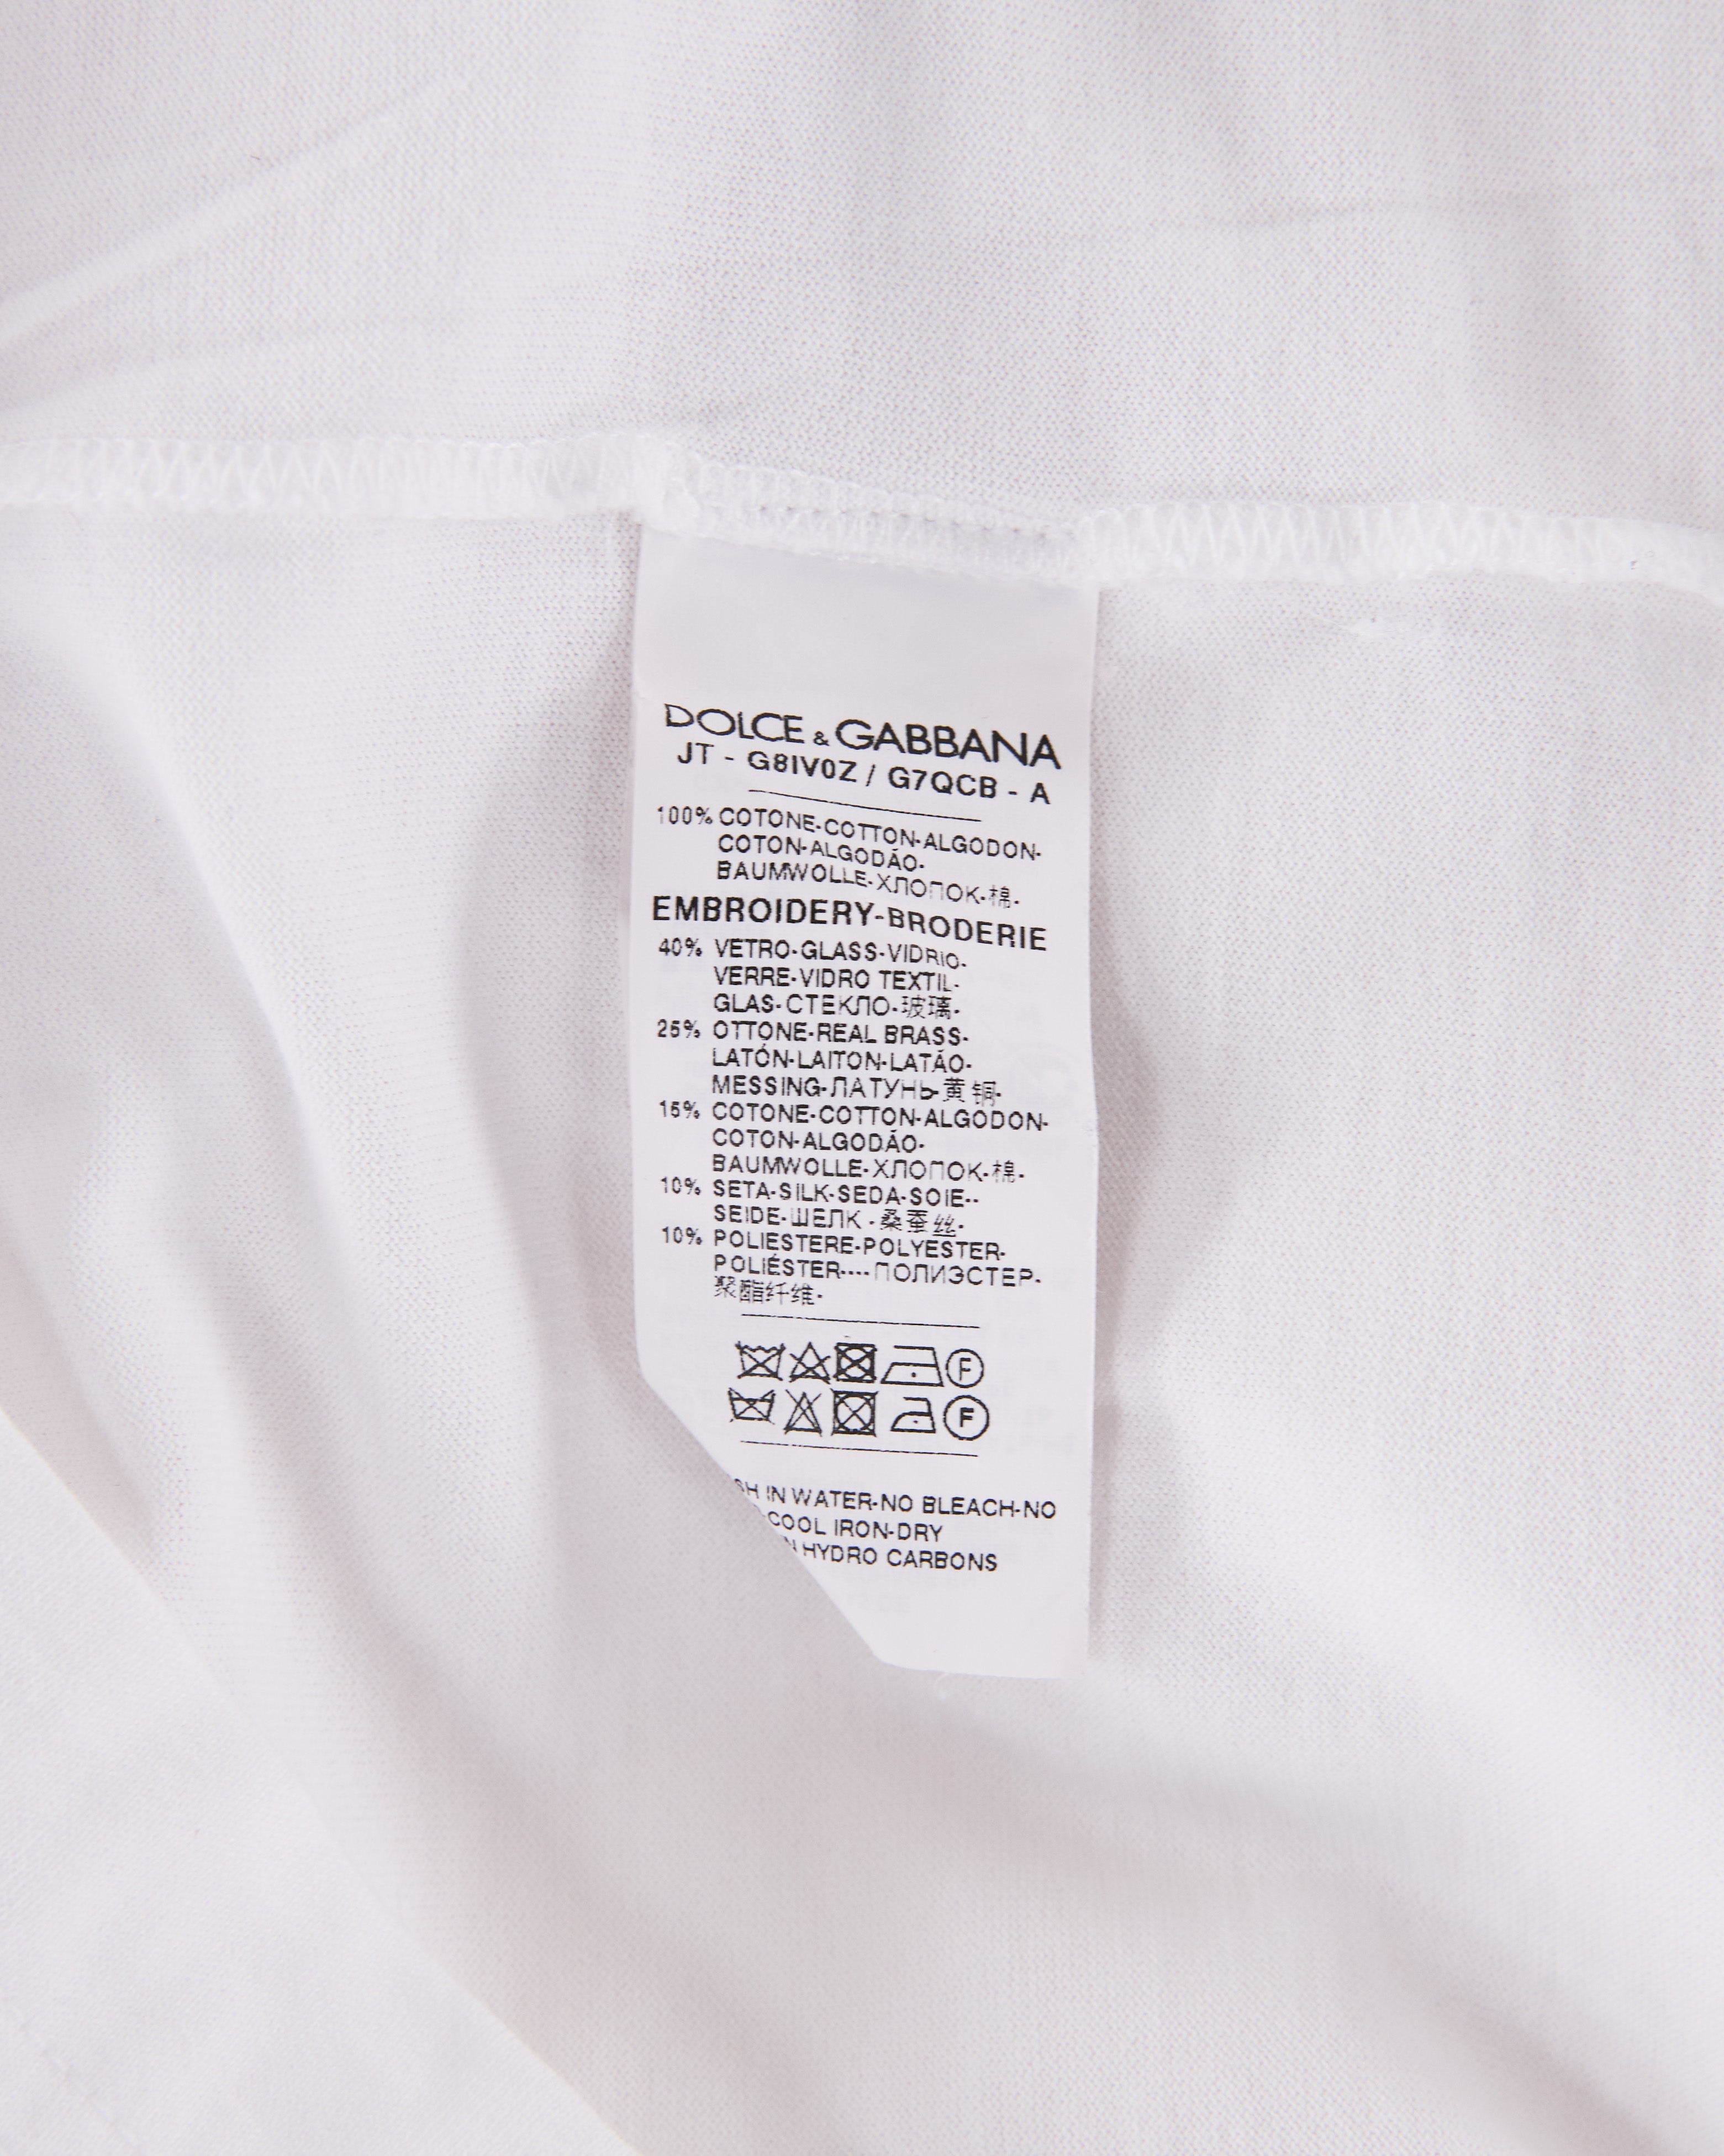 DOLCE & GABBANA
JT - G8IV0Z / G7QCB - A
100% COTONE-COTTON-ALGODON-
COTON-ALGODÃO-
BAUMWOLLE-ХЛОПОК-棉-
EMBROIDERY-BRODERIE
40% VETRO-GLASS-VIDRIO-
VERRE-VIDRO TEXTIL-
GLAS-СТЕКЛО-玻璃-
25% OTTONE-REAL BRASS-
LATÓN-LAITON-LATÃO-
MESSING-ЛАТУНЬ-黄铜-
15% COTONE-COTTON-ALGODON-
COTON-ALGODÃO-
BAUMWOLLE-ХЛОПОК-棉-
10% SETA-SILK-SEDA-SOIE--
SEIDE-ШЕЛК -桑蚕丝-
10% POLIESTERE-POLYESTER-
POLIÉSTER----ПОЛИЭСТЕР-
聚酯纤维-
F
F
IN WATER-NO BLEACH-NO
COOL IRON-DRY
HYDRO CARBONS